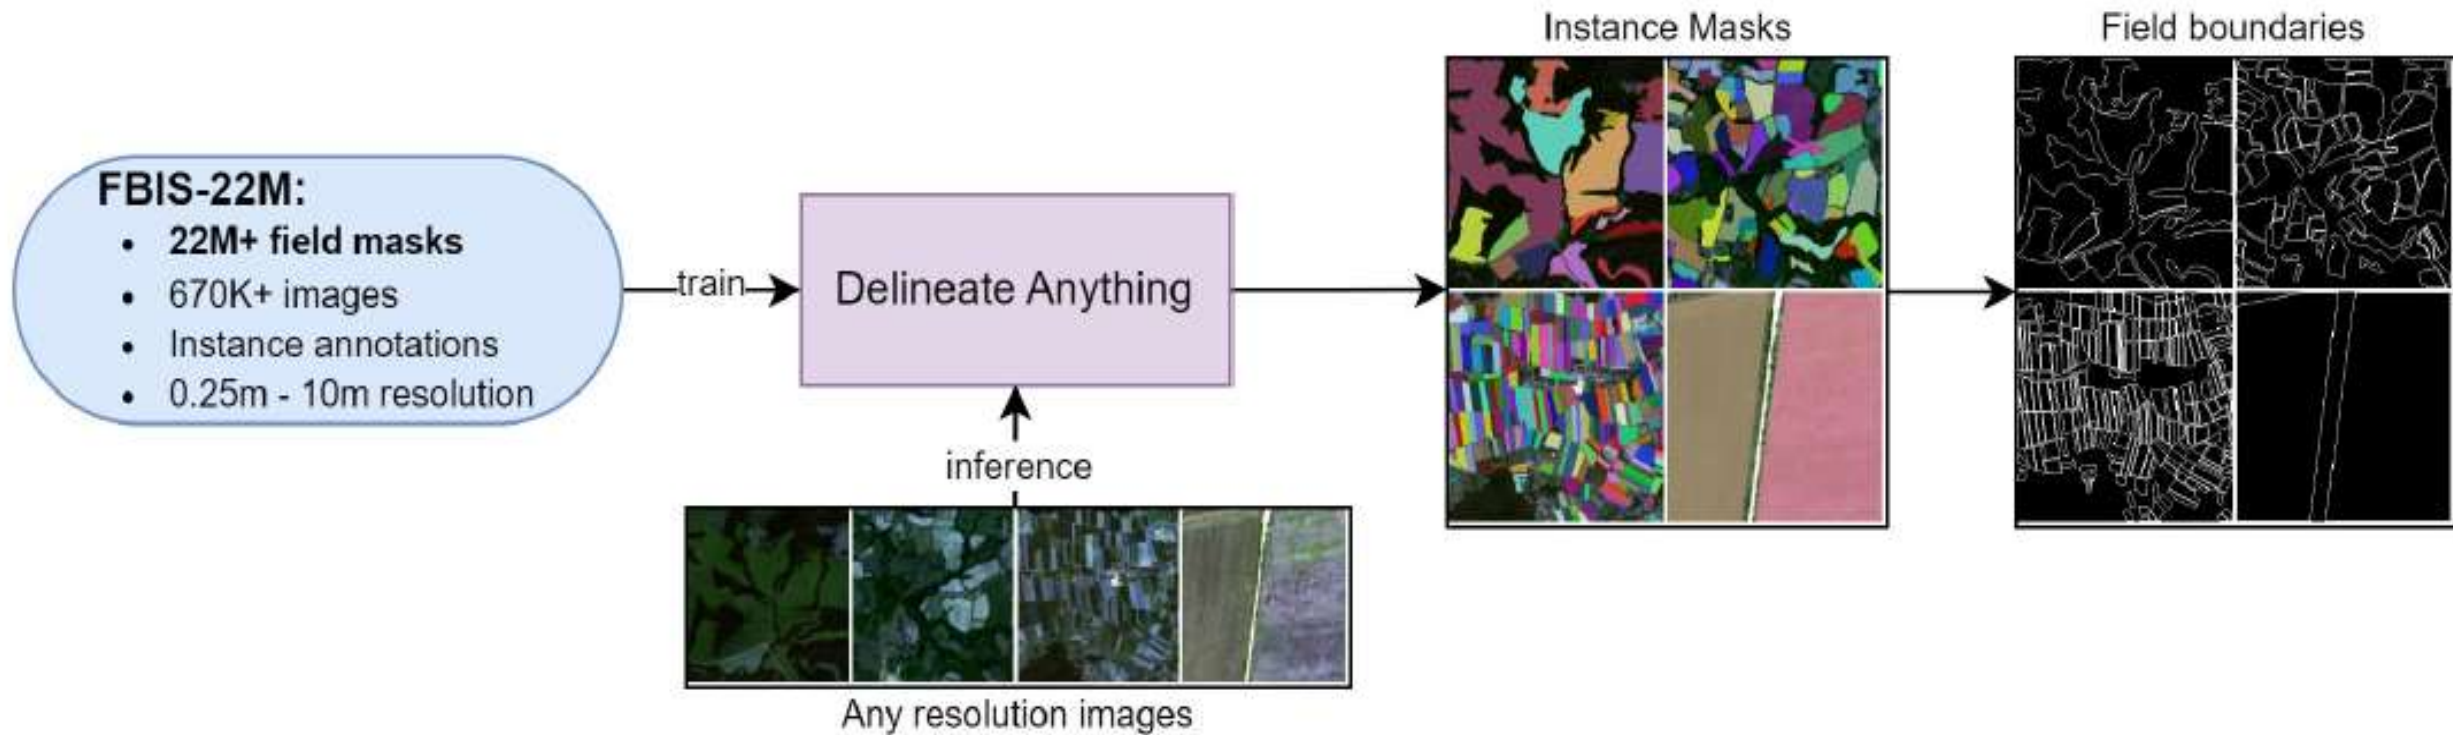 FBIS-22M:
• 22M+ field masks
• 670K+ images
• Instance annotations
• 0.25m - 10m resolution
train
Delineate Anything
inference
Any resolution images
Instance Masks
Field boundaries